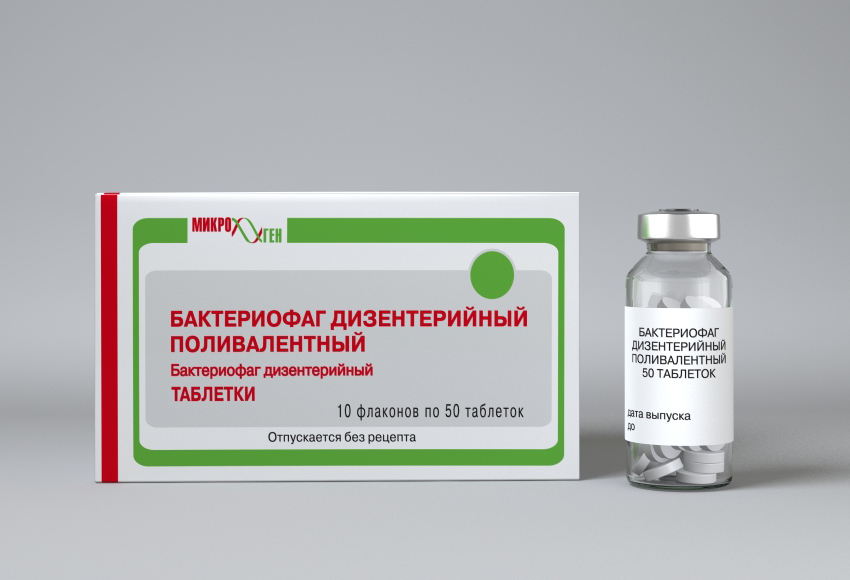 МИКРОГЕН
БАКТЕРИОФАГ ДИЗЕНТЕРИЙНЫЙ
ПОЛИВАЛЕНТНЫЙ
Бактериофаг дизентерийный
ТАБЛЕТКИ
10 флаконов по 50 таблеток
Отпускается без рецепта
БАКТЕРИОФАГ
ДИЗЕНТЕРИЙНЫЙ
ПОЛИВАЛЕНТНЫЙ
50 ТАБЛЕТОК
дата выпуска
до